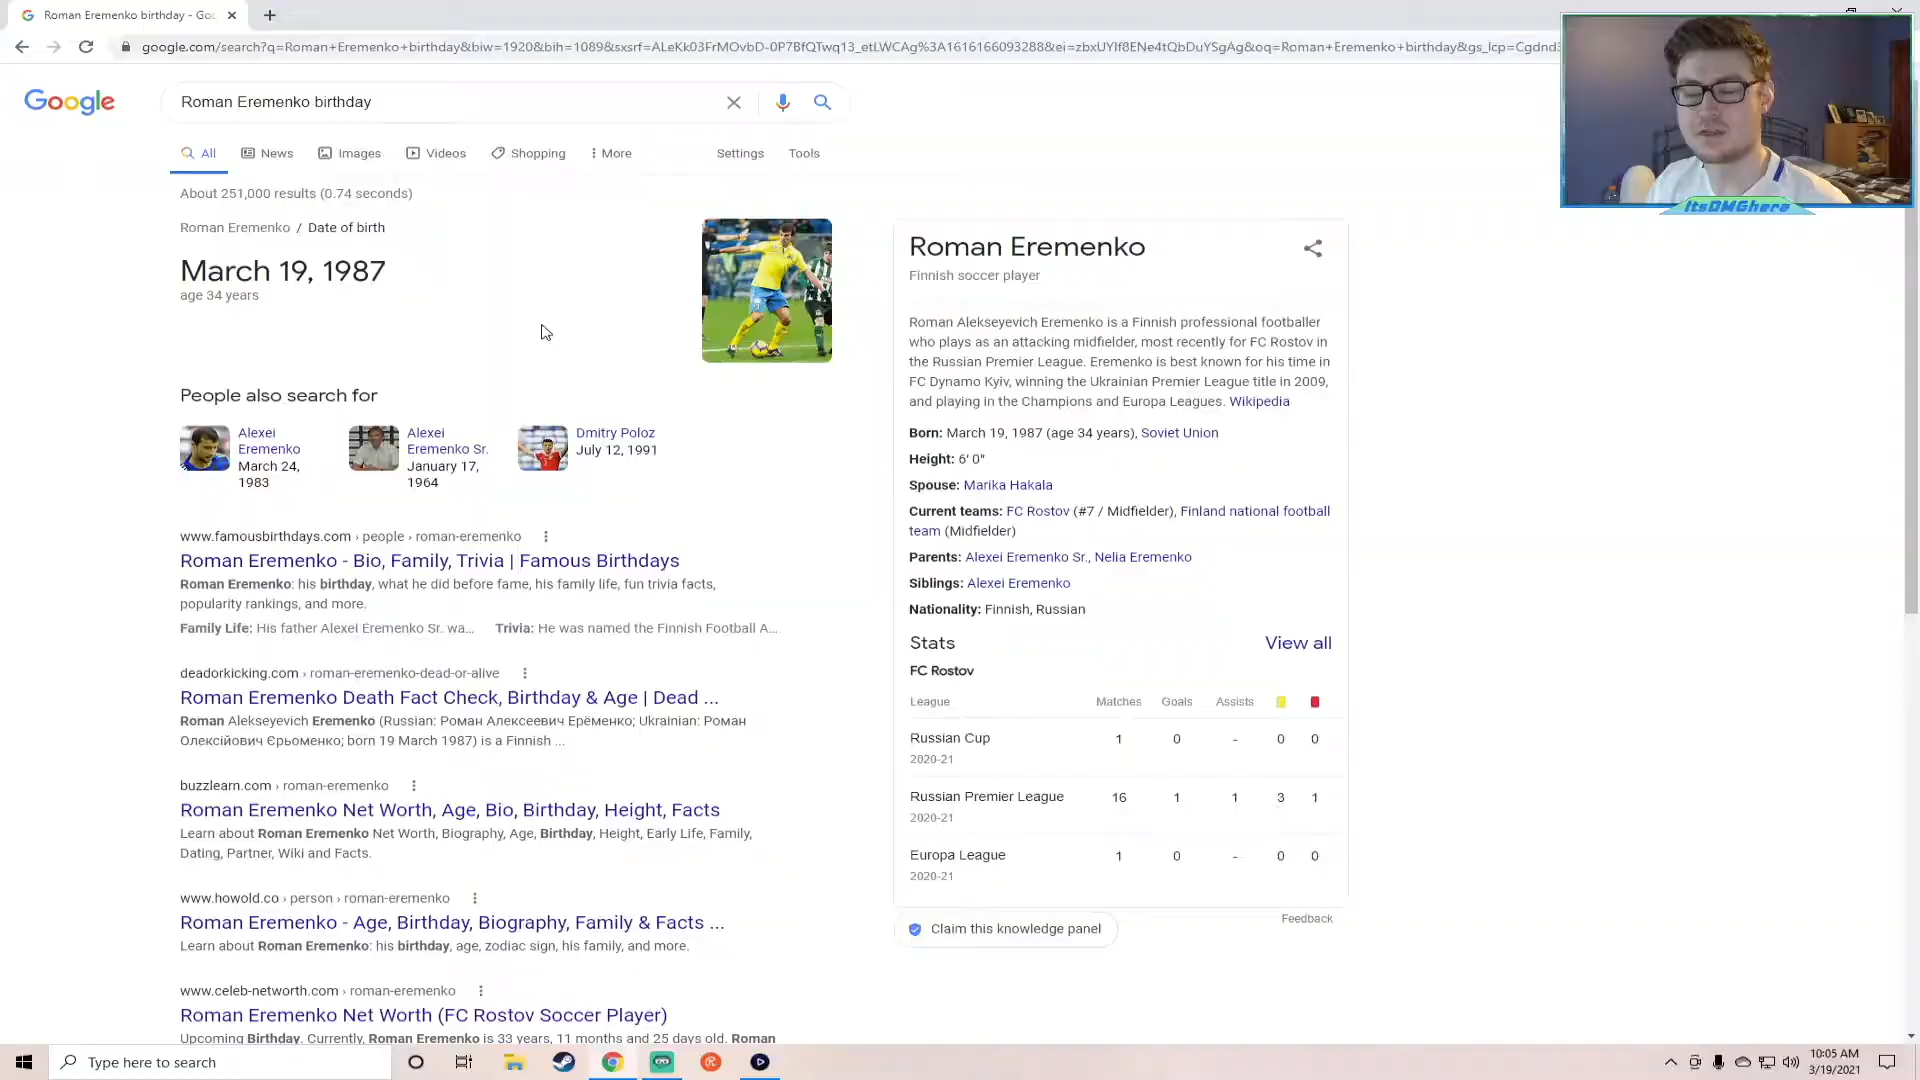 Roman Eremenko birthday - Goo
google.com/search?q=Roman+Eremenko+birthday&biw=1920&bih=1089&sxsrf=ALeKk03FrMOvbD-0P7BfQTwq13_etLWCAg%3A1616166093288&ei=zbxUYIf8ENe4tQbDuYSgAg&oq=Roman+Eremenko+birthday&gs_lcp=Cgdnd3
Google
Roman Eremenko birthday
All
News
Images
Videos
Shopping
More
Settings
Tools
ItsDMGhere
About 251,000 results (0.74 seconds)
Roman Eremenko / Date of birth
March 19, 1987
age 34 years
People also search for
Alexei
Eremenko
March 24,
1983
Alexei
Eremenko Sr.
January 17,
1964
Dmitry Poloz
July 12, 1991
www.famousbirthdays.com › people › roman-eremenko
Roman Eremenko - Bio, Family, Trivia | Famous Birthdays
Roman Eremenko: his birthday, what he did before fame, his family life, fun trivia facts,
popularity rankings, and more.
Family Life: His father Alexei Eremenko Sr. wa... Trivia: He was named the Finnish Football A...
deadorkicking.com › roman-eremenko-dead-or-alive
Roman Eremenko Death Fact Check, Birthday & Age | Dead ...
Roman Alekseyevich Eremenko (Russian: Роман Алексеевич Ерёменко; Ukrainian: Роман
Олексійович Єрьоменко; born 19 March 1987) is a Finnish ...
buzzlearn.com › roman-eremenko
Roman Eremenko Net Worth, Age, Bio, Birthday, Height, Facts
Learn about Roman Eremenko Net Worth, Biography, Age, Birthday, Height, Early Life, Family,
Dating, Partner, Wiki and Facts.
www.howold.co › person › roman-eremenko
Roman Eremenko - Age, Birthday, Biography, Family & Facts ...
Learn about Roman Eremenko: his birthday, age, zodiac sign, his family, and more.
www.celeb-networth.com › roman-eremenko
Roman Eremenko Net Worth (FC Rostov Soccer Player)
Upcoming Birthday. Currently, Roman Eremenko is 33 years, 11 months and 25 days old. Roman
Roman Eremenko
Finnish soccer player
Roman Alekseyevich Eremenko is a Finnish professional footballer
who plays as an attacking midfielder, most recently for FC Rostov in
the Russian Premier League. Eremenko is best known for his time in
FC Dynamo Kyiv, winning the Ukrainian Premier League title in 2009,
and playing in the Champions and Europa Leagues. Wikipedia
Born: March 19, 1987 (age 34 years), Soviet Union
Height: 6′ 0″
Spouse: Marika Hakala
Current teams: FC Rostov (#7 / Midfielder), Finland national football
team (Midfielder)
Parents: Alexei Eremenko Sr., Nelia Eremenko
Siblings: Alexei Eremenko
Nationality: Finnish, Russian
Stats View all
FC Rostov
League Matches Goals Assists
Russian Cup 1 0 - 0 0
2020-21
Russian Premier League 16 1 1 3 1
2020-21
Europa League 1 0 - 0 0
2020-21
Feedback
Claim this knowledge panel
Type here to search
10:05 AM
3/19/2021